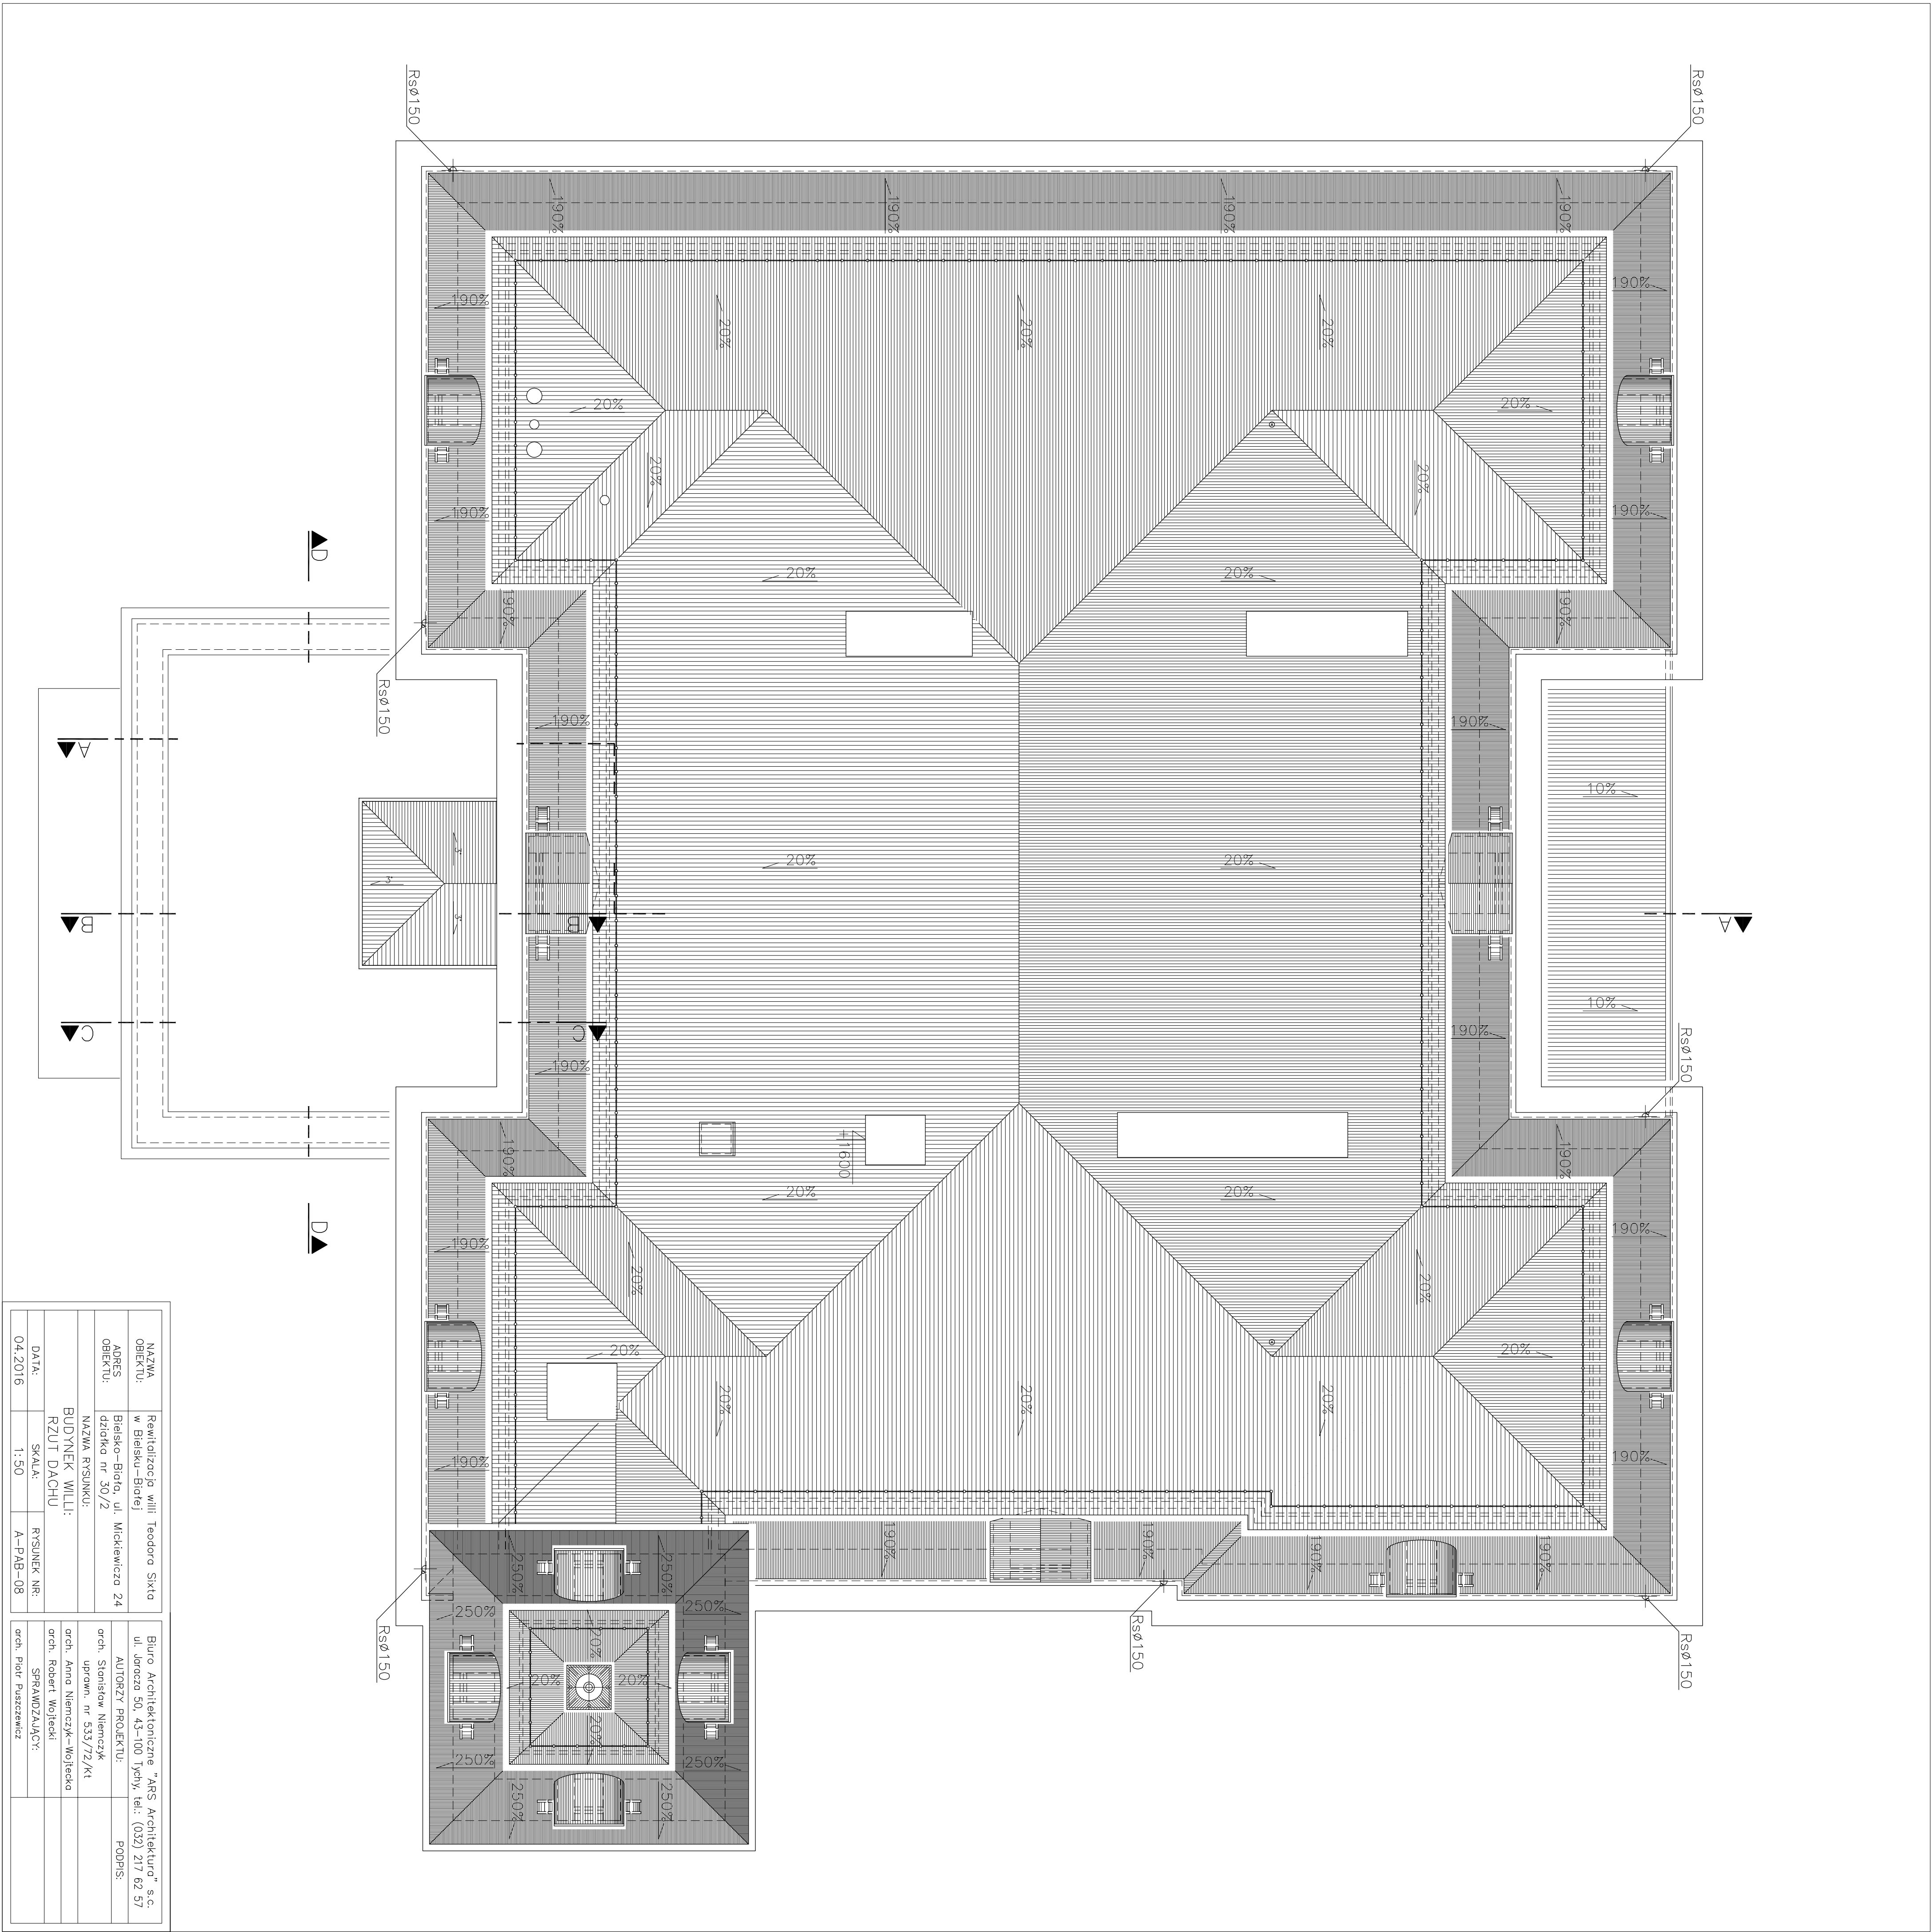 Rsø150
Rsø150
190%
190%
190%
190%
190%
190%
20%
20%
20%
20%
20%
20%
20%
190%
190%
20%
20%
190%
190%
D
Rsø150
190%
190%
10%
A
3°
3°
3°
20%
20%
B
B
A
10%
C
C
190%
190%
Rsø150
D
190%
190%
+1600
20%
20%
190%
190%
20%
20%
20%
20%
20%
20%
20%
190%
190%
190%
190%
190%
190%
Rsø150
Rsø150
Rsø150
250%
250%
250%
250%
20%
20%
20%
20%
250%
250%
250%
250%
NAZWA OBIEKTU:
Rewitalizacja willi Teodora Sixta
w Bielsku-Białej
ADRES OBIEKTU:
Bielsko-Biała, ul. Mickiewicza 24
działka nr 30/2
NAZWA RYSUNKU:
BUDYNEK WILLI:
RZUT DACHU
DATA:
SKALA:
RYSUNEK NR:
04.2016
1:50
A-PAB-08
Biuro Architektoniczne "ARS Architektura" s.c.
ul. Jaracza 50, 43-100 Tychy, tel.: (032) 217 62 57
AUTORZY PROJEKTU:
PODPIS:
arch. Stanisław Niemczyk
uprawn. nr 533/72/Kt
arch. Anna Niemczyk-Wojtecka
arch. Robert Wojtecki
SPRAWDZAJĄCY:
arch. Piotr Puszczewicz